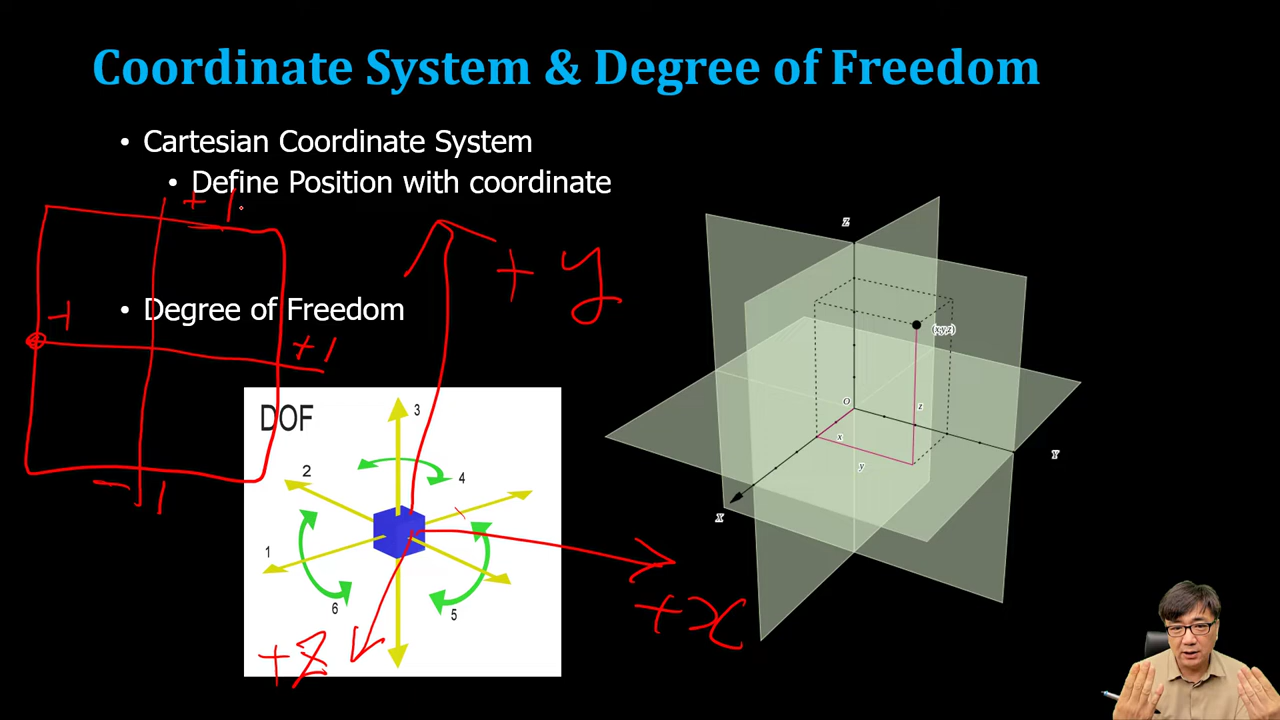 Coordinate System & Degree of Freedom
• Cartesian Coordinate System
• Define Position with coordinate
+1
-1
+1
-1
• Degree of Freedom
+y
DOF
3
2
4
1
6
5
+x
+z
Z
(x,y,z)
O
z
x
y
Y
X